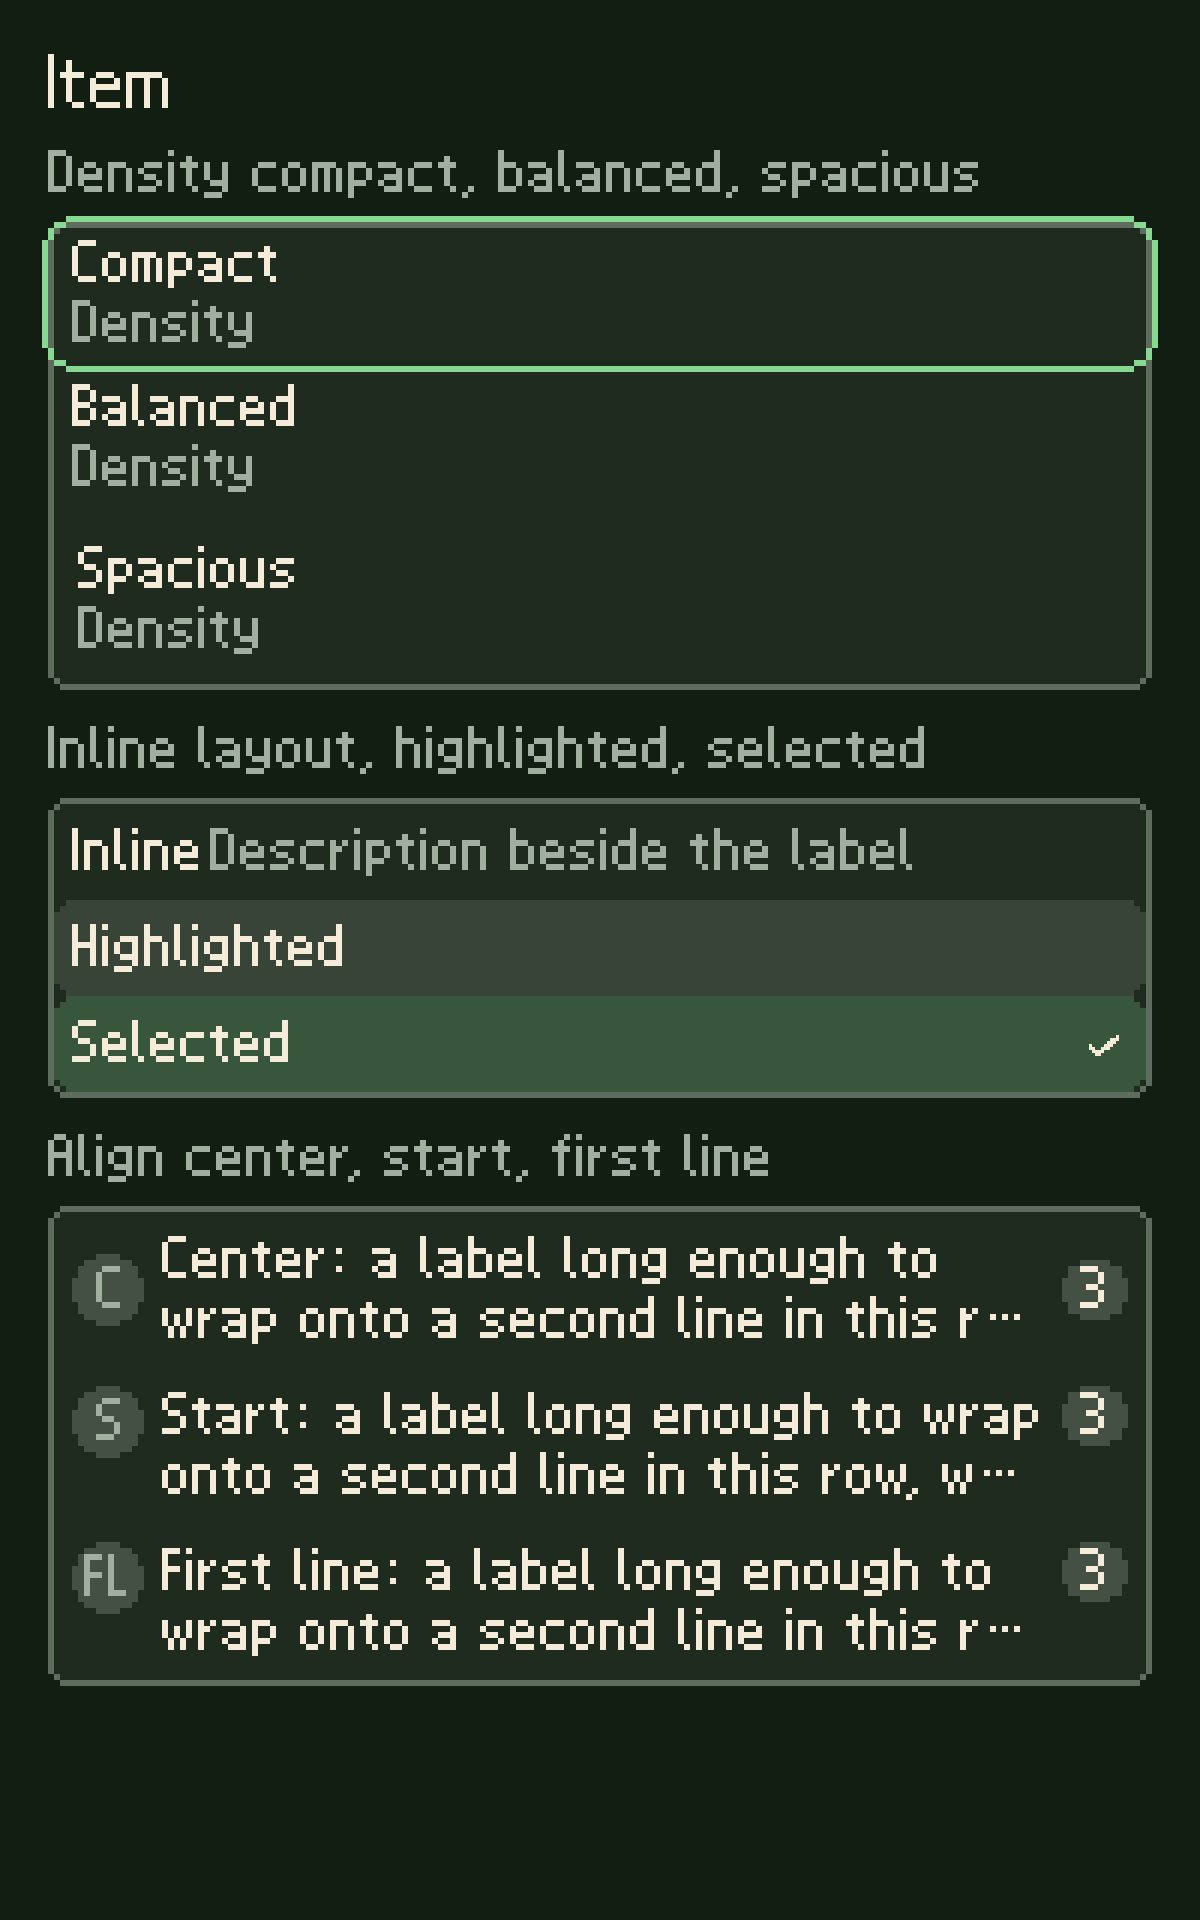 Item
Density compact, balanced, spacious
Compact
Density
Balanced
Density
Spacious
Density
Inline layout, highlighted, selected
Inline Description beside the label
Highlighted
Selected
Align center, start, first line
C Center: a label long enough to 3
wrap onto a second line in this r…
S Start: a label long enough to wrap 3
onto a second line in this row, w…
FL First line: a label long enough to 3
wrap onto a second line in this r…